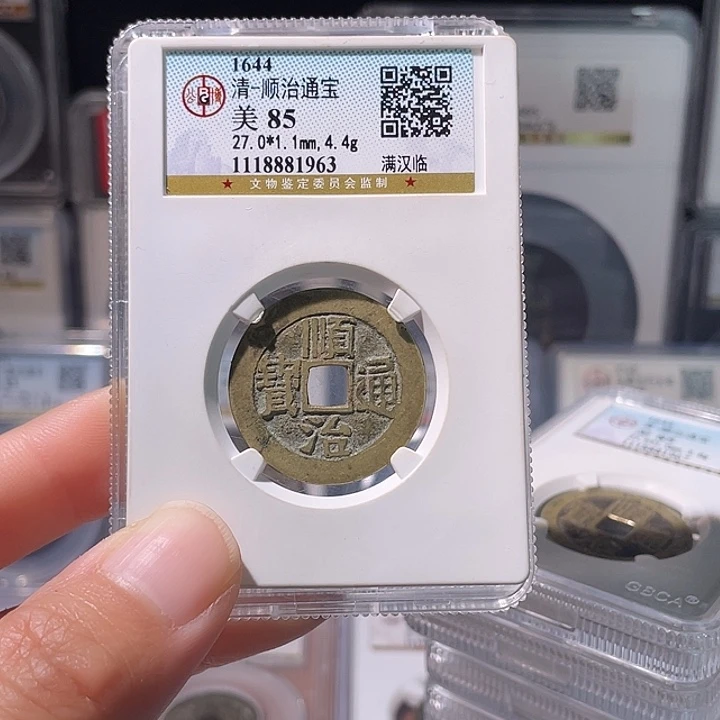 1644
清-顺治通宝
美 85
27.0*1.1mm,4.4g
1118881963 满汉临
★ 文物鉴定委员会监制 ★
順
治
通
寶
GBCA®